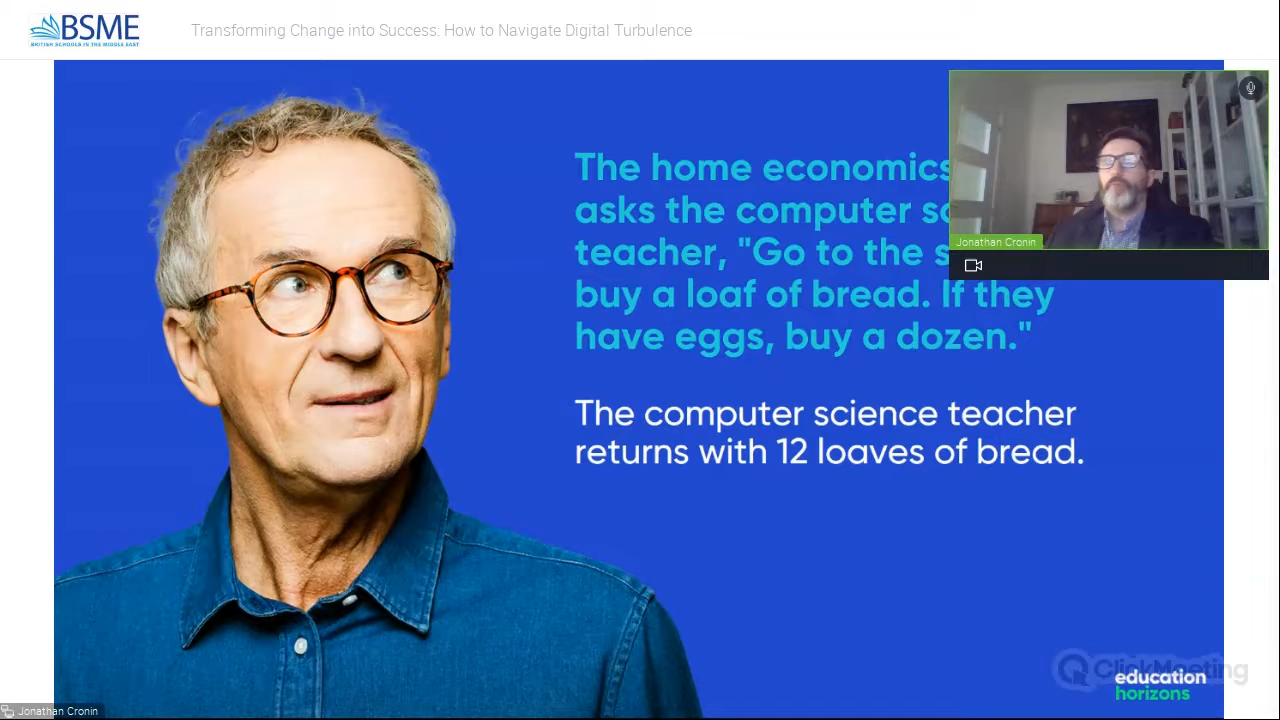 BSME
BRITISH SCHOOLS IN THE MIDDLE EAST
Transforming Change into Success: How to Navigate Digital Turbulence
The home economics
asks the computer
teacher, "Go to the
buy a loaf of bread. If they
have eggs, buy a dozen."
The computer science teacher
returns with 12 loaves of bread.
Jonathan Cronin
ClickMeeting
education
horizons
Jonathan Cronin